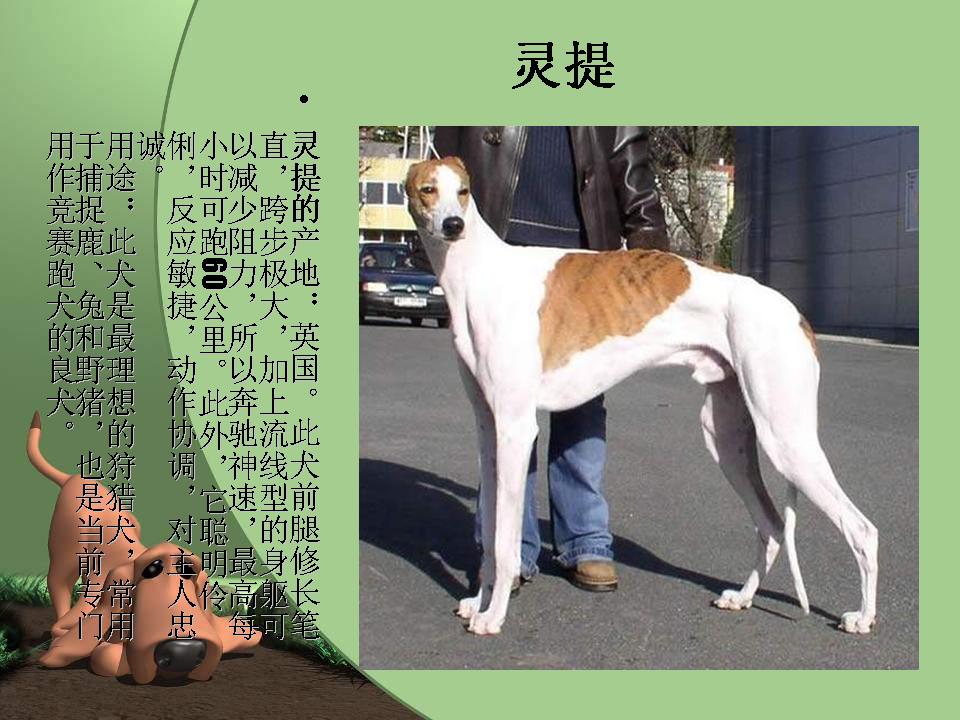 灵提
• 灵提的产地：英国。此犬前腿修长笔
直，跨步极大，加上流线型的身躯可
以减少阻力，所以奔驰神速，最高每
小时可跑60公里。此外，它聪明伶
俐，反应敏捷，动作协调，对主人忠
诚。
用途：此犬是最理想的狩猎犬，常用
于捕捉鹿、兔和野猪，也是当前专门
用作竞赛跑犬的良犬。